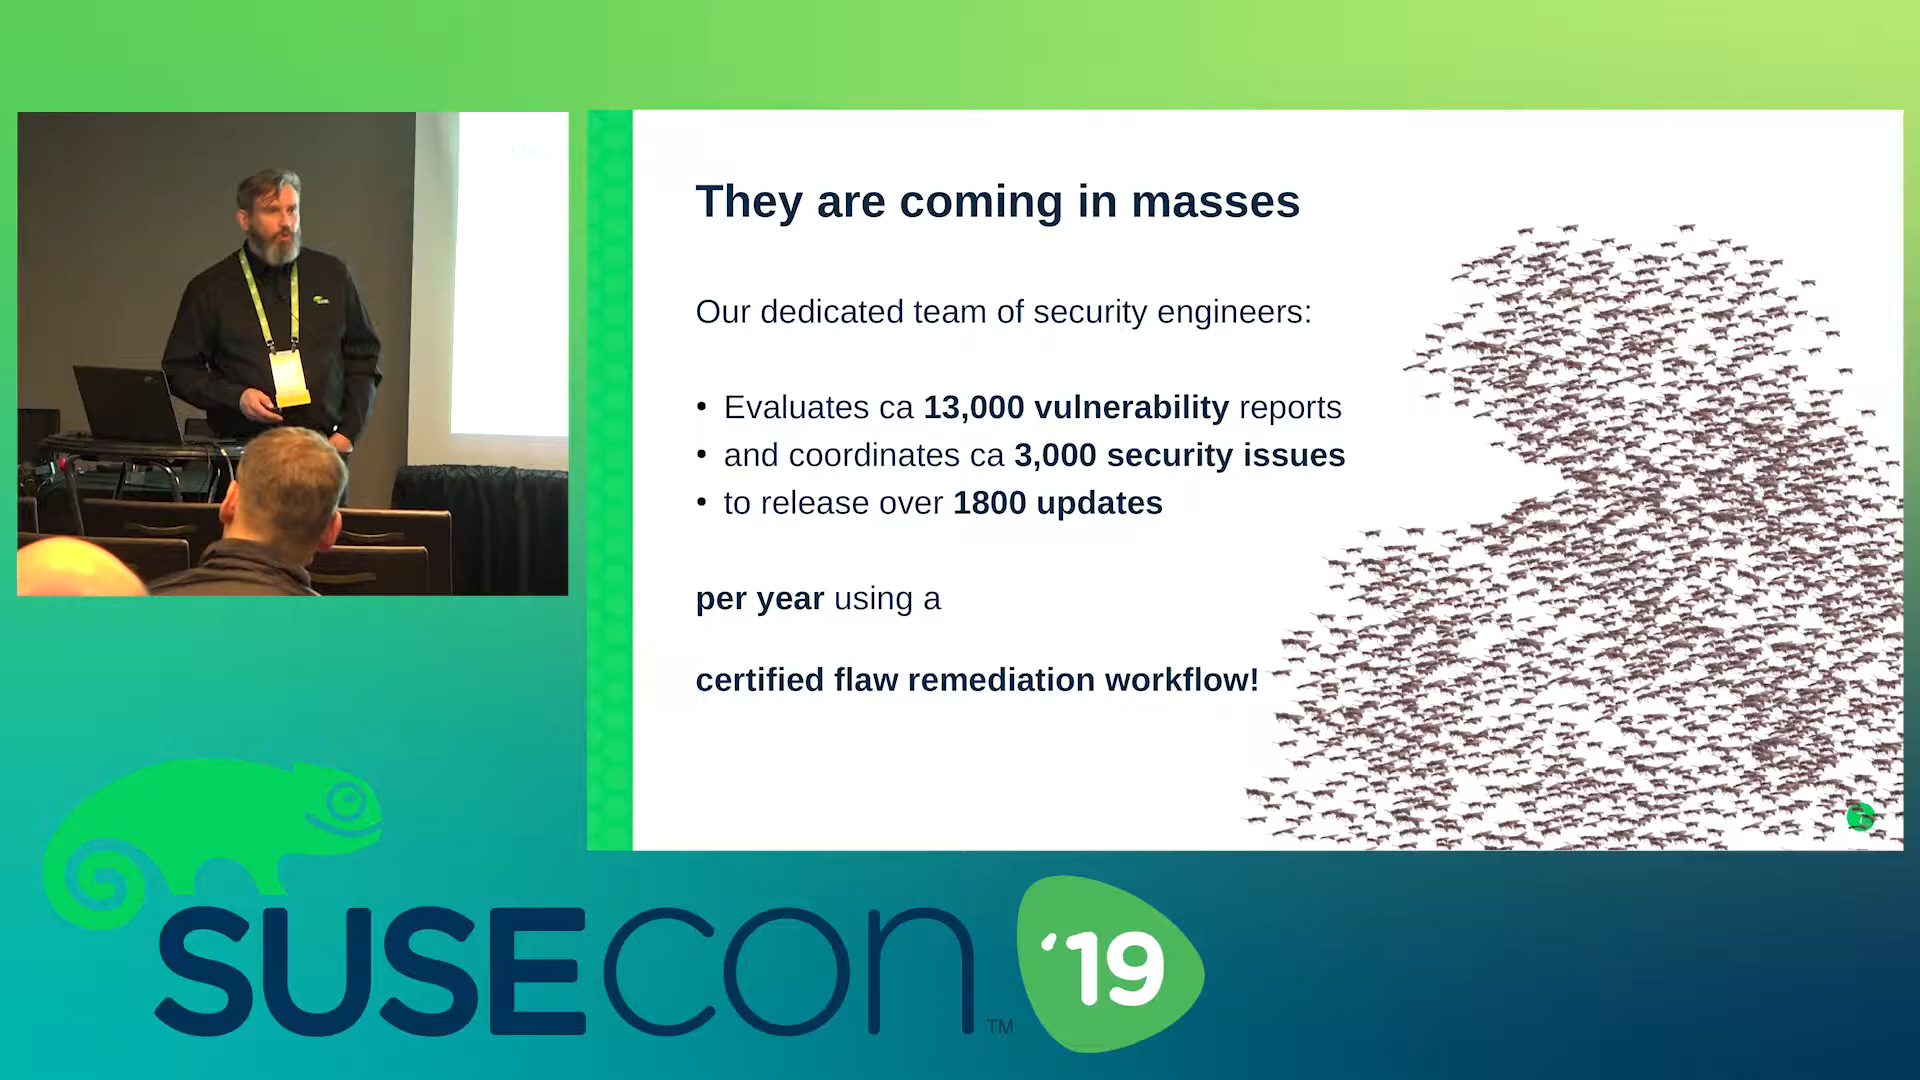 They are coming in masses
Our dedicated team of security engineers:
• Evaluates ca 13,000 vulnerability reports
• and coordinates ca 3,000 security issues
• to release over 1800 updates
per year using a
certified flaw remediation workflow!
SUSECON TM '19